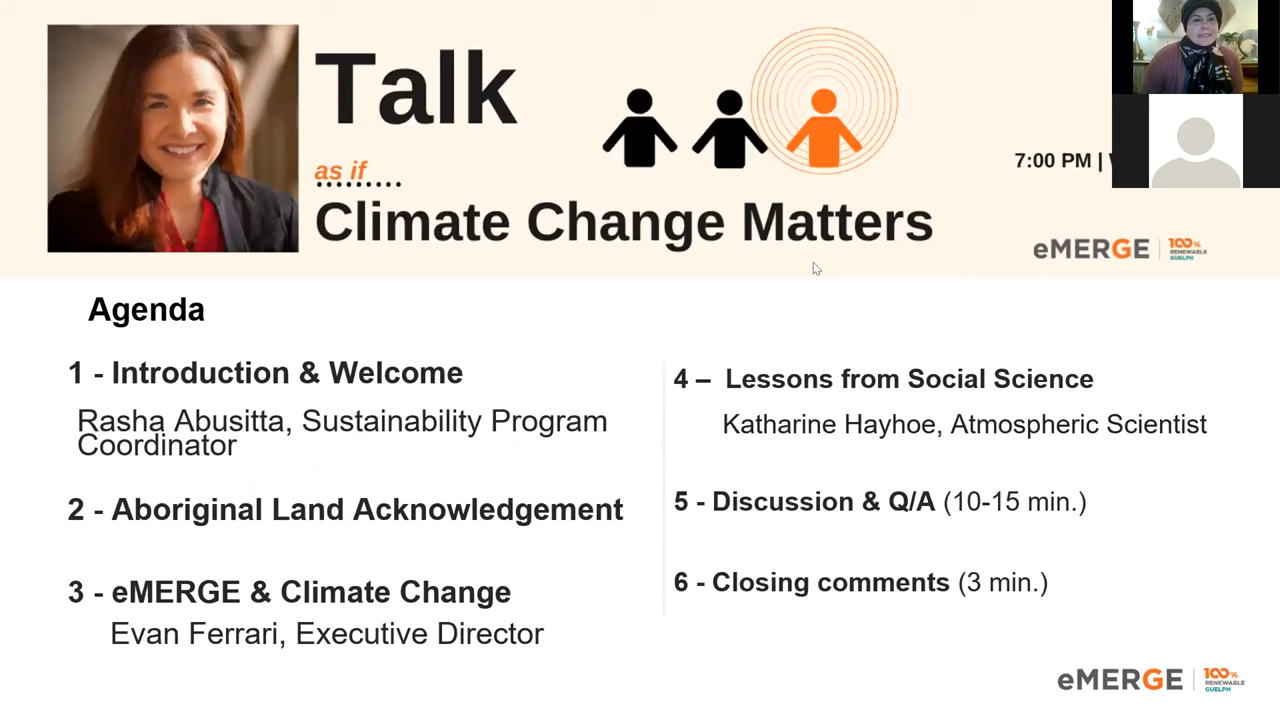 Talk
as if
Climate Change Matters
7:00 PM |
eMERGE | 100%
RENEWABLE
GUELPH
Agenda
1 - Introduction & Welcome
Rasha Abusitta, Sustainability Program
Coordinator
2 - Aboriginal Land Acknowledgement
3 - eMERGE & Climate Change
Evan Ferrari, Executive Director
4 – Lessons from Social Science
Katharine Hayhoe, Atmospheric Scientist
5 - Discussion & Q/A (10-15 min.)
6 - Closing comments (3 min.)
eMERGE | 100%
RENEWABLE
GUELPH